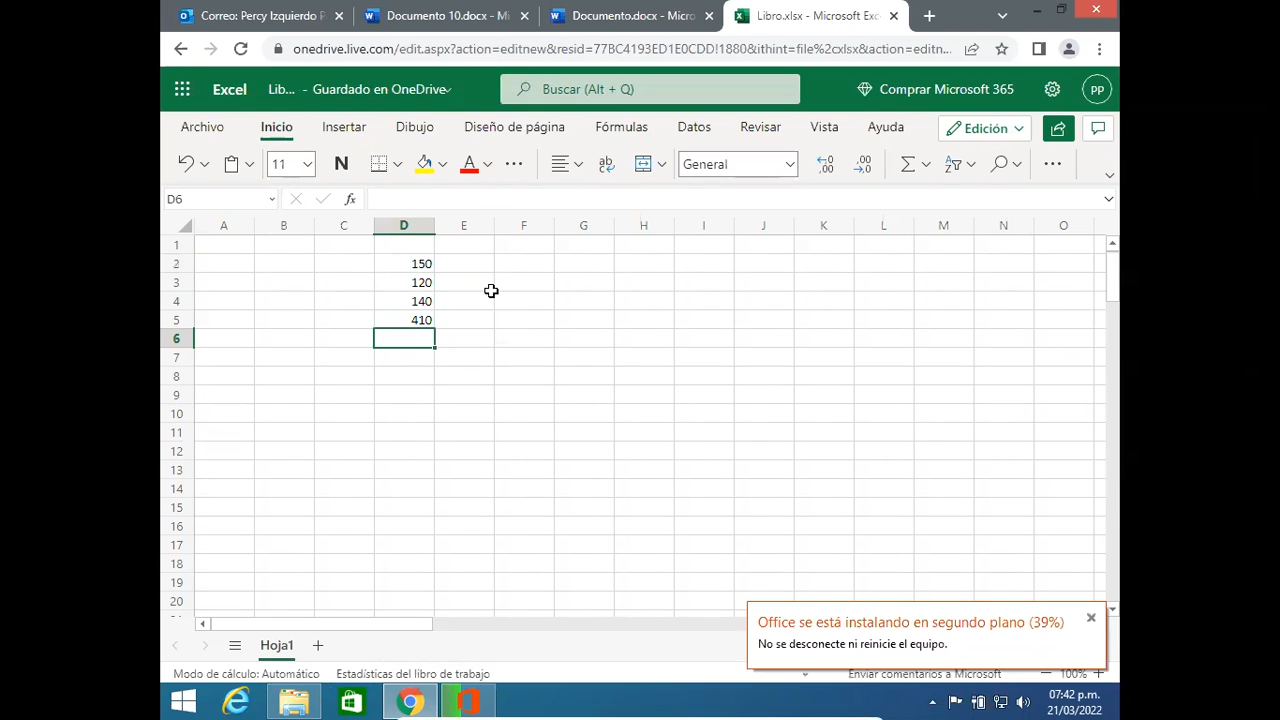 Correo: Percy Izquierdo P
Documento 10.docx - Mi
Documento.docx - Micro
Libro.xlsx - Microsoft Exc
onedrive.live.com/edit.aspx?action=editnew&resid=77BC4193ED1E0CDD!1880&ithint=file%2cxlsx&action=editn...
Excel Lib... - Guardado en OneDrive
Buscar (Alt + Q)
Comprar Microsoft 365
PP
Archivo Inicio Insertar Dibujo Diseño de página Fórmulas Datos Revisar Vista Ayuda Edición
11 N A ab General
D6 fx
A B C D E F G H I J K L M N O
1
2 150
3 120
4 140
5 410
6
7
8
9
10
11
12
13
14
15
16
17
18
19
20
Office se está instalando en segundo plano (39%)
No se desconecte ni reinicie el equipo.
Hoja1
Modo de cálculo: Automático Estadísticas del libro de trabajo Enviar comentarios a Microsoft 100%
07:42 p.m.
21/03/2022